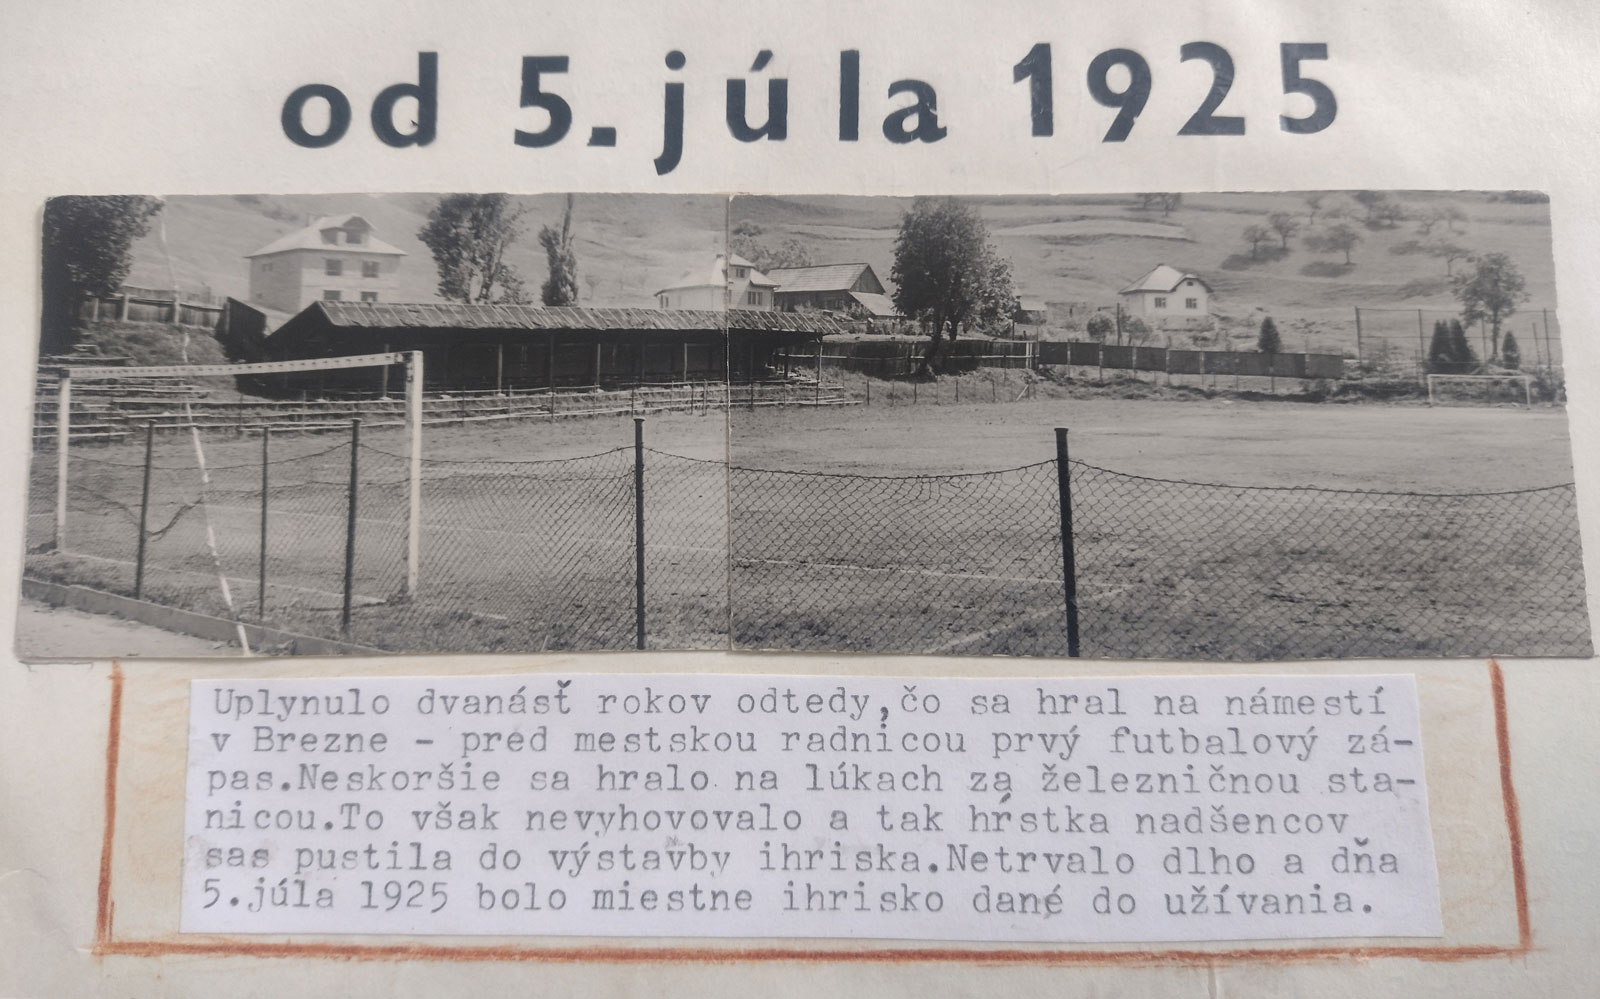 od 5. júla 1925
Uplynulo dvanásť rokov odtedy,čo sa hral na námestí
v Brezne - pred mestskou radnicou prvý futbalový zá-
pas.Neskoršie sa hralo na lúkach za železničnou sta-
nicou.To však nevyhovovalo a tak hŕstka nadšencov
sas pustila do výstavby ihriska.Netrvalo dlho a dňa
5.júla 1925 bolo miestne ihrisko dané do užívania.